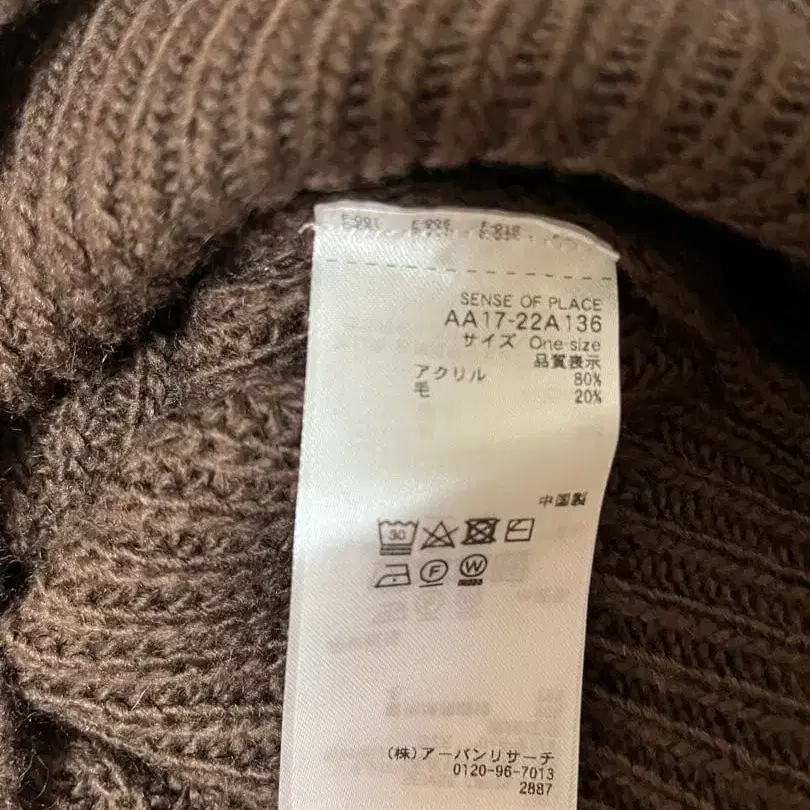 SENSE OF PLACE
AA17-22A136
サイズ One size
品質表示
アクリル 80%
毛 20%
中国製
30
F W
(株)アーバンリサーチ
0120-96-7013
2887